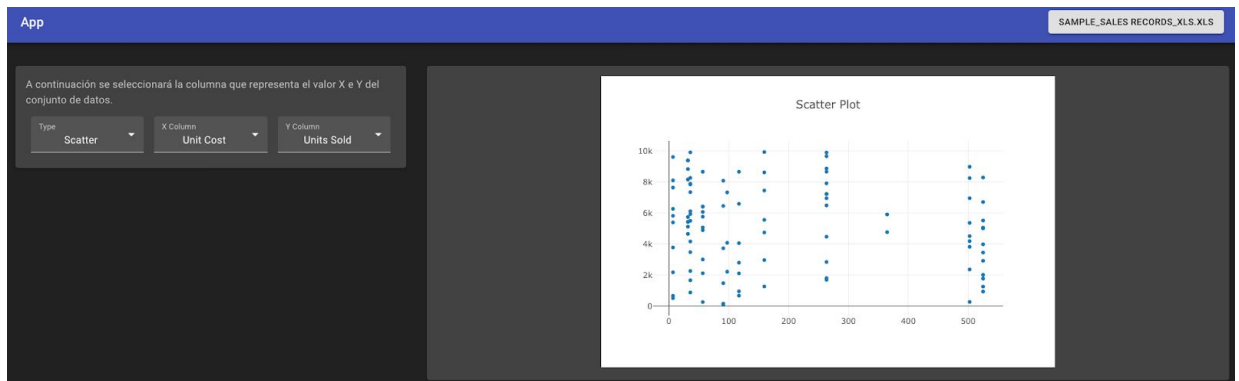 App
SAMPLE_SALES RECORDS_XLS.XLS
A continuación se seleccionará la columna que representa el valor X e Y del
conjunto de datos.
Type
Scatter
X Column
Unit Cost
Y Column
Units Sold
Scatter Plot
10k
8k
6k
4k
2k
0
0
100
200
300
400
500